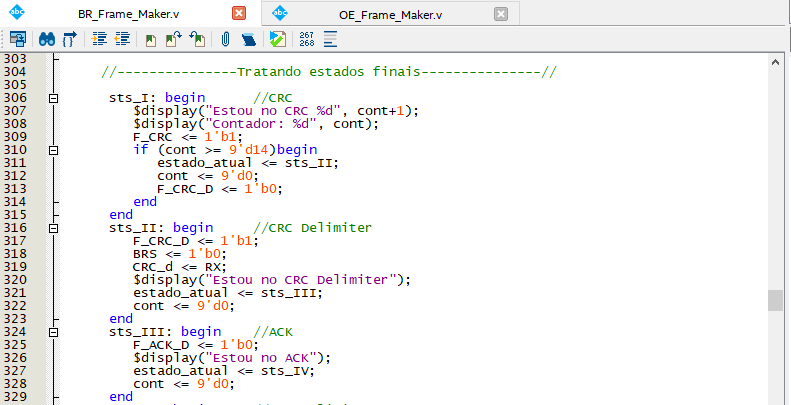 abc BR_Frame_Maker.v abc OE_Frame_Maker.v
267
268
303
304 //---------------Tratando estados finais---------------//
305
306 sts_I: begin //CRC
307 $display("Estou no CRC %d", cont+1);
308 $display("Contador: %d", cont);
309 F_CRC <= 1'b1;
310 if (cont >= 9'd14)begin
311 estado_atual <= sts_II;
312 cont <= 9'd0;
313 F_CRC_D <= 1'b0;
314 end
315 end
316 sts_II: begin //CRC Delimiter
317 F_CRC_D <= 1'b1;
318 BRS <= 1'b0;
319 CRC_d <= RX;
320 $display("Estou no CRC Delimiter");
321 estado_atual <= sts_III;
322 cont <= 9'd0;
323 end
324 sts_III: begin //ACK
325 F_ACK_D <= 1'b0;
326 $display("Estou no ACK");
327 estado_atual <= sts_IV;
328 cont <= 9'd0;
329 end